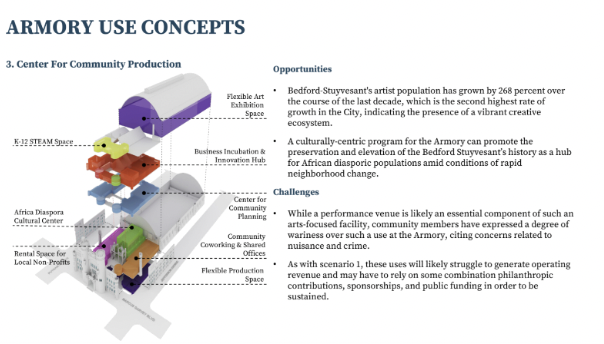 ARMORY USE CONCEPTS
3. Center For Community Production
Flexible Art
Exhibition
Space
K-12 STEAM Space
Business Incubation &
Innovation Hub
Center for
Community
Planning
Africa Diaspora
Cultural Center
Community
Coworking & Shared
Offices
Rental Space for
Local Non-Profits
Flexible Production
Space
Opportunities
• Bedford-Stuyvesant's artist population has grown by 268 percent over
the course of the last decade, which is the second highest rate of
growth in the City, indicating the presence of a vibrant creative
ecosystem.
• A culturally-centric program for the Armory can promote the
preservation and elevation of the Bedford Stuyvesant's history as a hub
for African diasporic populations amid conditions of rapid
neighborhood change.
Challenges
• While a performance venue is likely an essential component of such an
arts-focused facility, community members have expressed a degree of
wariness over such a use at the Armory, citing concerns related to
nuisance and crime.
• As with scenario 1, these uses will likely struggle to generate operating
revenue and may have to rely on some combination philanthropic
contributions, sponsorships, and public funding in order to be
sustained.